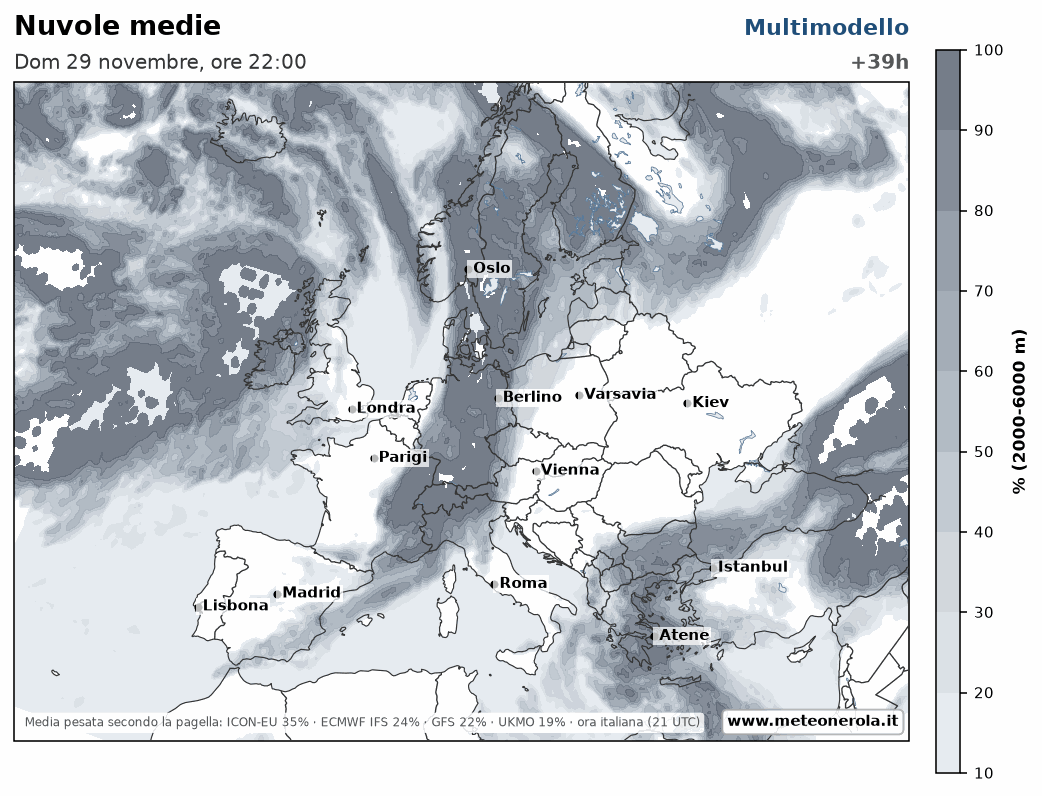 Nuvole medie
Multimodello
Dom 29 novembre, ore 22:00
+39h
100
90
80
70
60
50
40
30
20
10
% (2000-6000 m)
Oslo
Berlino
Varsavia
Kiev
Londra
Parigi
Vienna
Istanbul
Roma
Madrid
Lisbona
Atene
Media pesata secondo la pagella: ICON-EU 35% · ECMWF IFS 24% · GFS 22% · UKMO 19% · ora italiana (21 UTC)
www.meteonerola.it